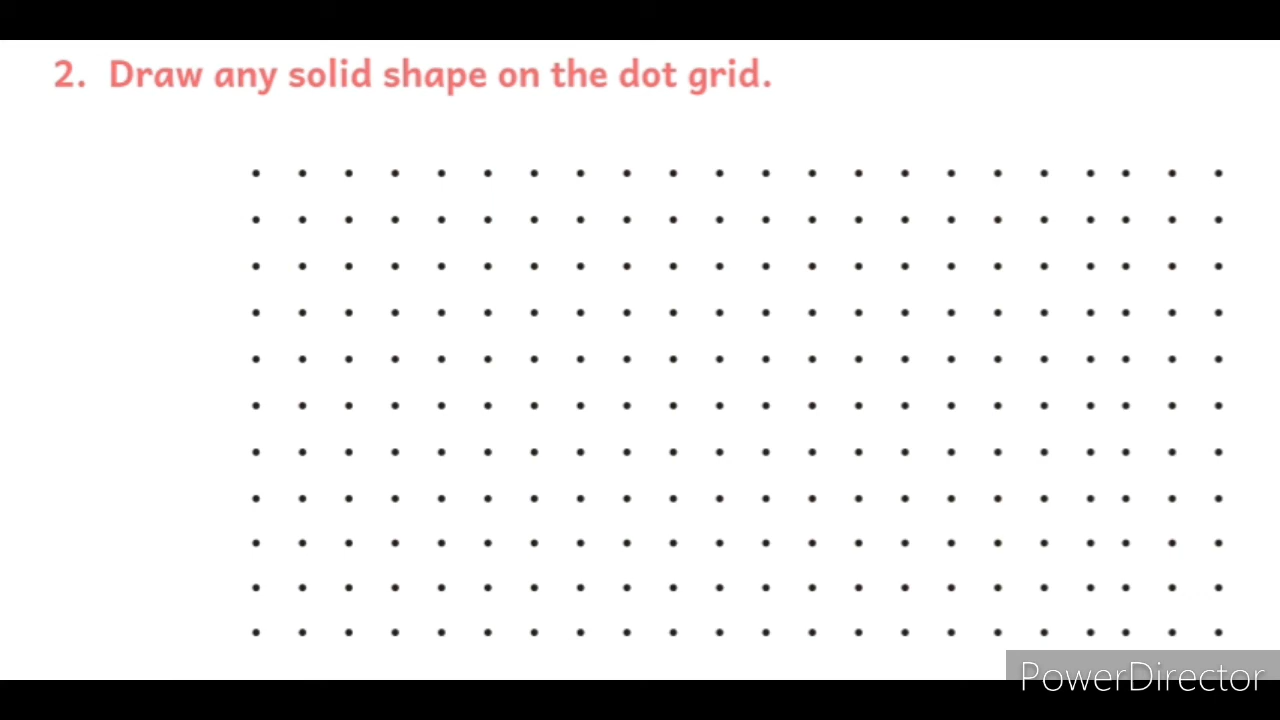 2. Draw any solid shape on the dot grid.
PowerDirector